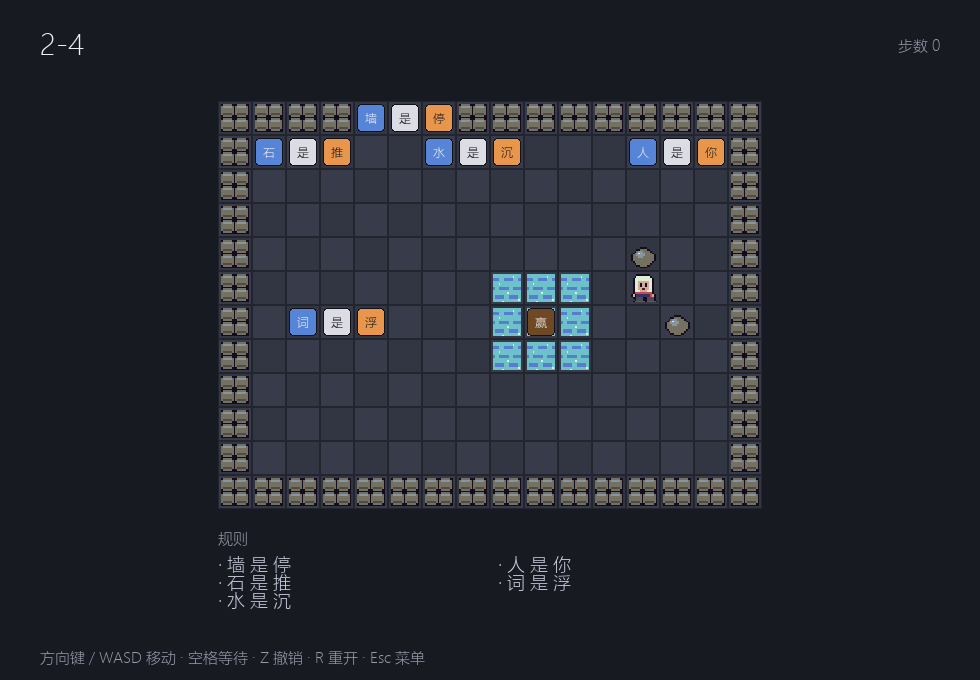 2-4
步数 0
墙 是 停
石 是 推 水 是 沉 人 是 你
词 是 浮 赢
规则
· 墙 是 停
· 石 是 推
· 水 是 沉
· 人 是 你
· 词 是 浮
方向键 / WASD 移动 · 空格等待 · Z 撤销 · R 重开 · Esc 菜单